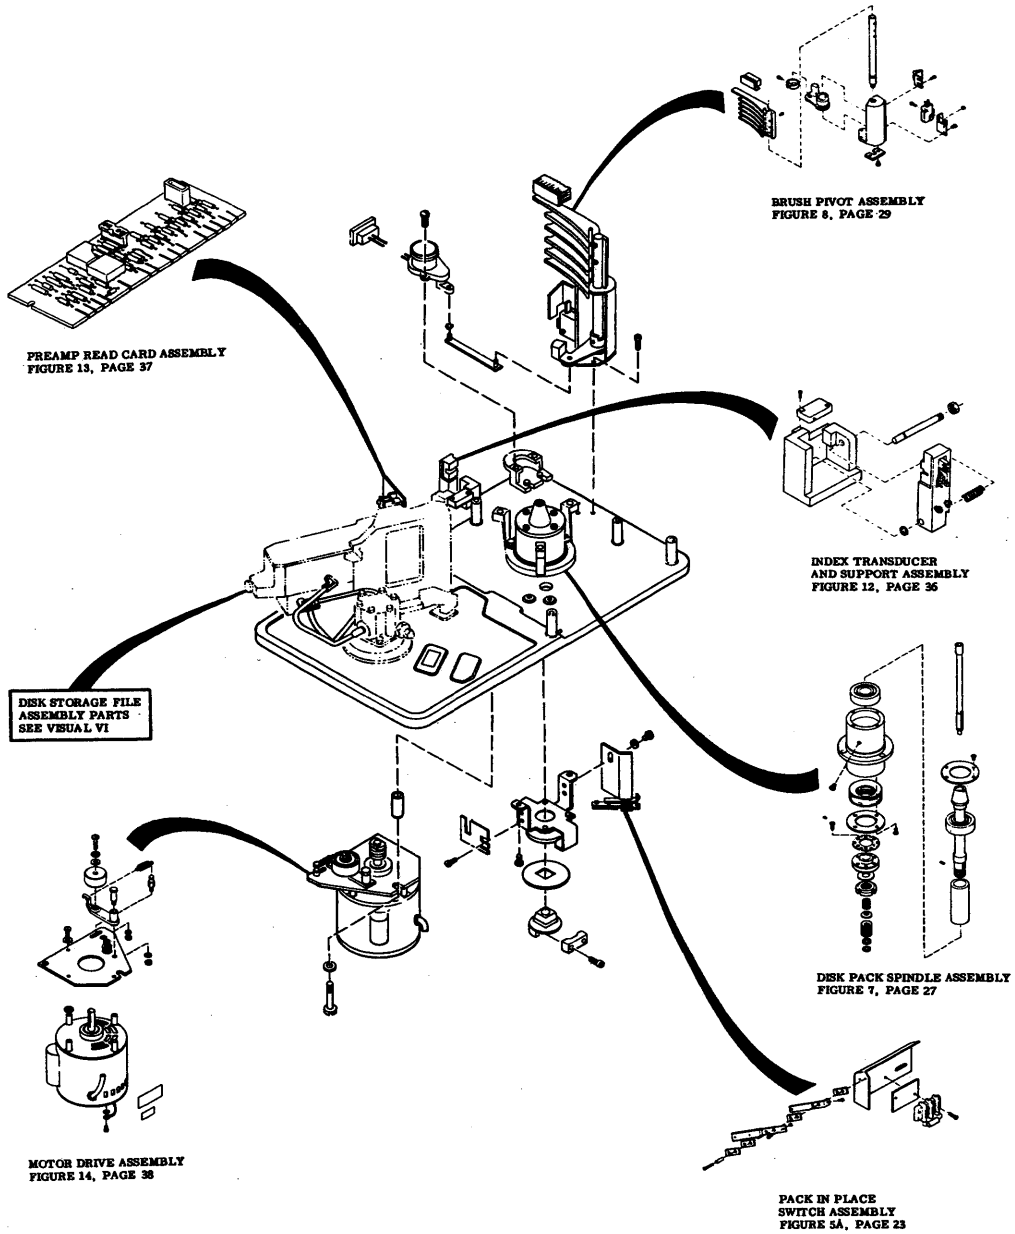 BRUSH PIVOT ASSEMBLY
FIGURE 8, PAGE 29
PREAMP READ CARD ASSEMBLY
FIGURE 13, PAGE 37
INDEX TRANSDUCER
AND SUPPORT ASSEMBLY
FIGURE 12, PAGE 36
DISK STORAGE FILE
ASSEMBLY PARTS
SEE VISUAL VI
DISK PACK SPINDLE ASSEMBLY
FIGURE 7, PAGE 27
MOTOR DRIVE ASSEMBLY
FIGURE 14, PAGE 38
PACK IN PLACE
SWITCH ASSEMBLY
FIGURE 5A, PAGE 23